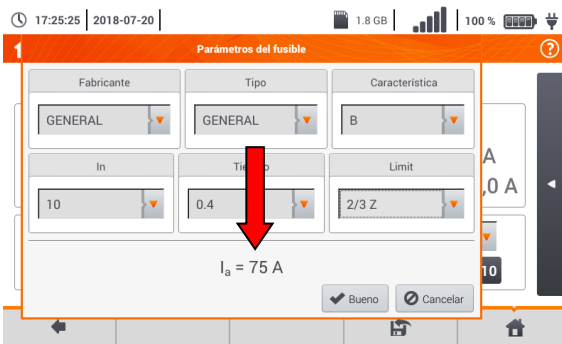 17:25:25 2018-07-20 1.8 GB 100 %
Parámetros del fusible
Fabricante Tipo Característica
GENERAL GENERAL B
In Limit
10 0.4 2/3 Z
A
,0 A
Iₐ = 75 A
10
Bueno Cancelar